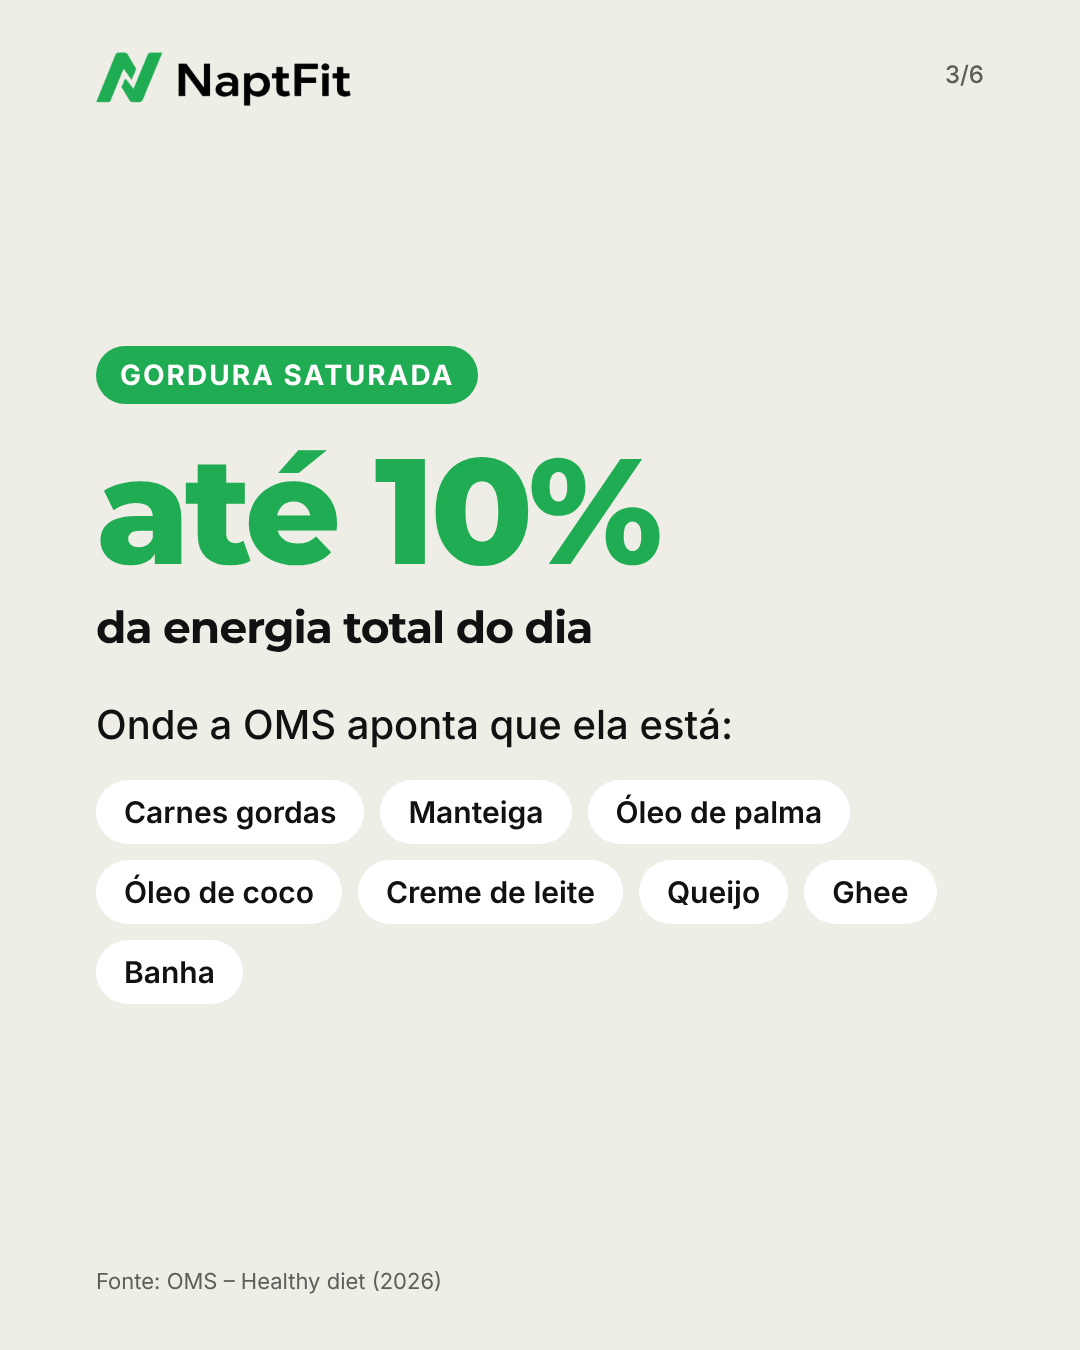 NaptFit
3/6
GORDURA SATURADA
até 10%
da energia total do dia
Onde a OMS aponta que ela está:
Carnes gordas Manteiga Óleo de palma
Óleo de coco Creme de leite Queijo Ghee
Banha
Fonte: OMS – Healthy diet (2026)